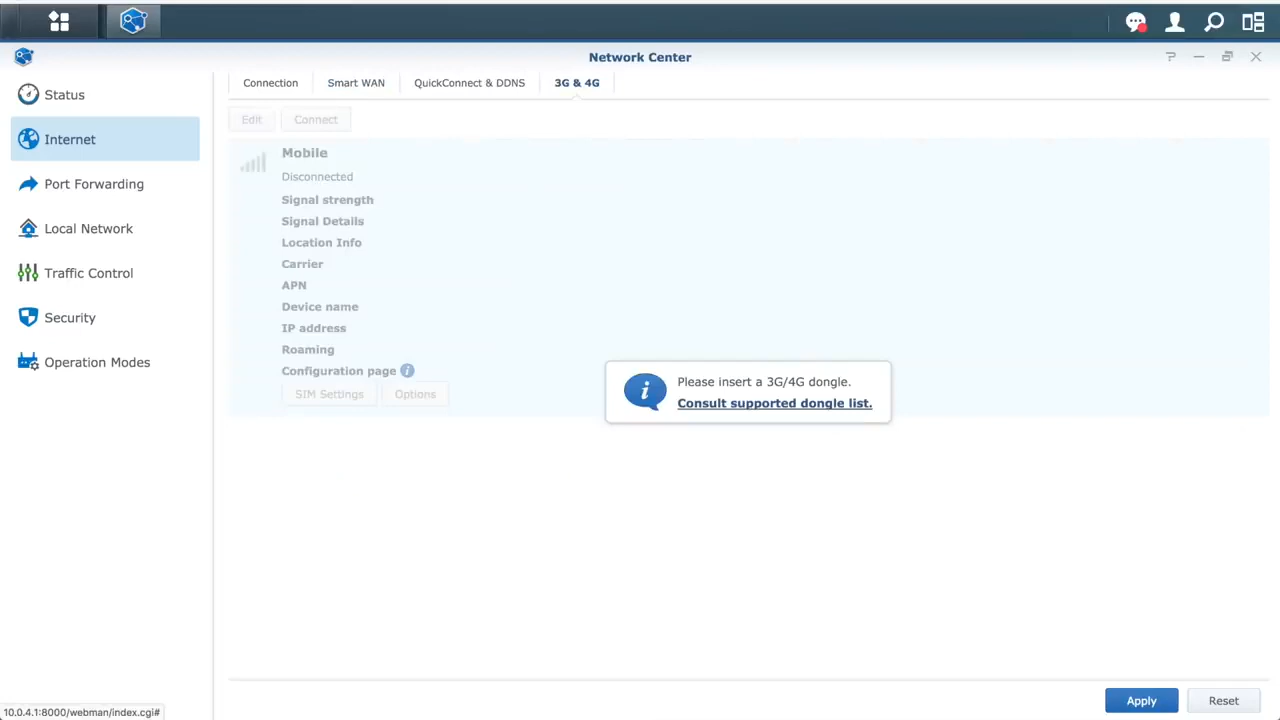 Network Center
Status
Internet
Port Forwarding
Local Network
Traffic Control
Security
Operation Modes
Connection
Smart WAN
QuickConnect & DDNS
3G & 4G
Edit
Connect
Mobile
Disconnected
Signal strength
Signal Details
Location Info
Carrier
APN
Device name
IP address
Roaming
Configuration page
SIM Settings
Options
Please insert a 3G/4G dongle.
Consult supported dongle list.
Apply
Reset
10.0.4.1:8000/webman/index.cgi#